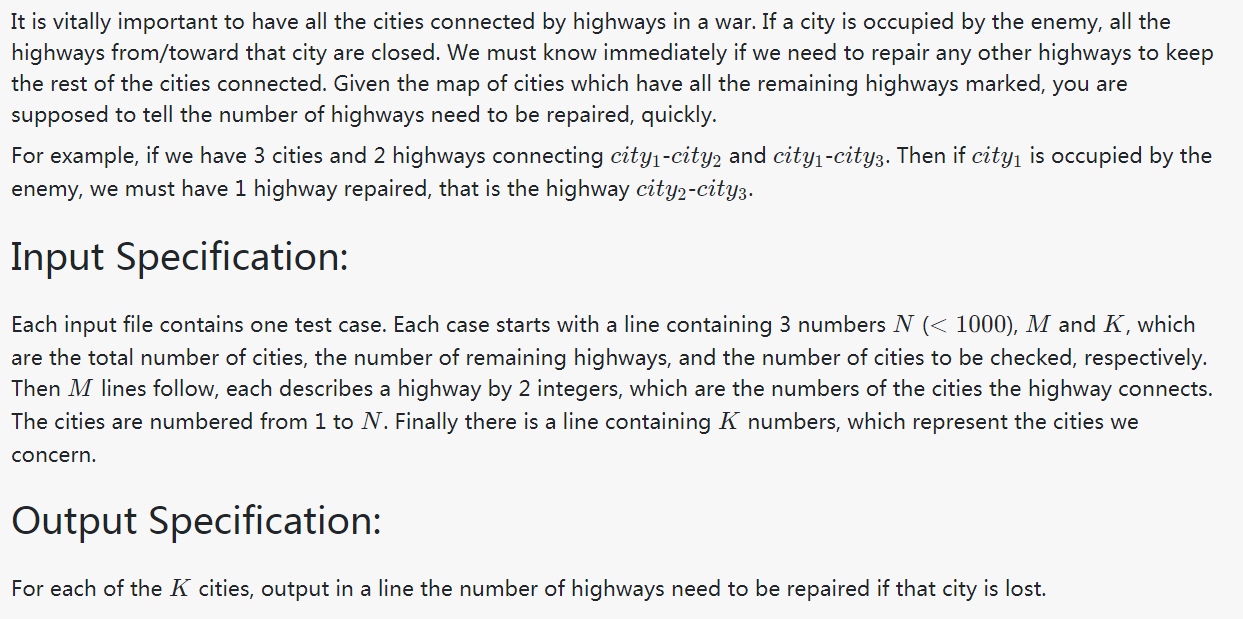 It is vitally important to have all the cities connected by highways in a war. If a city is occupied by the enemy, all the
highways from/toward that city are closed. We must know immediately if we need to repair any other highways to keep
the rest of the cities connected. Given the map of cities which have all the remaining highways marked, you are
supposed to tell the number of highways need to be repaired, quickly.
For example, if we have 3 cities and 2 highways connecting city₁-city₂ and city₁-city₃. Then if city₁ is occupied by the
enemy, we must have 1 highway repaired, that is the highway city₂-city₃.
Input Specification:
Each input file contains one test case. Each case starts with a line containing 3 numbers N (< 1000), M and K, which
are the total number of cities, the number of remaining highways, and the number of cities to be checked, respectively.
Then M lines follow, each describes a highway by 2 integers, which are the numbers of the cities the highway connects.
The cities are numbered from 1 to N. Finally there is a line containing K numbers, which represent the cities we
concern.
Output Specification:
For each of the K cities, output in a line the number of highways need to be repaired if that city is lost.